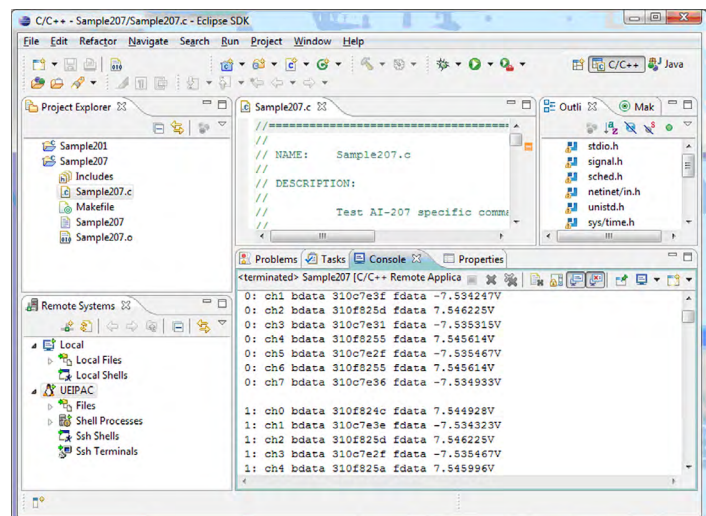 C/C++ - Sample207/Sample207.c - Eclipse SDK
File Edit Refactor Navigate Search Run Project Window Help
C/C++ Java
Project Explorer
Sample201
Sample207
Includes
Sample207.c
Makefile
Sample207
Sample207.o
Sample207.c
//=====================================
//
// NAME: Sample207.c
//
// DESCRIPTION:
//
// Test AI-207 specific comma
//
Outli Mak
stdio.h
signal.h
sched.h
netinet/in.h
unistd.h
sys/time.h
Remote Systems
Local
Local Files
Local Shells
UEIPAC
Files
Shell Processes
Ssh Shells
Ssh Terminals
Problems Tasks Console Properties
<terminated> Sample207 [C/C++ Remote Applica
0: ch1 bdata 310c7e3f fdata -7.534247V
0: ch2 bdata 310f825d fdata 7.546225V
0: ch3 bdata 310c7e31 fdata -7.535315V
0: ch4 bdata 310f8255 fdata 7.545614V
0: ch5 bdata 310c7e2f fdata -7.535467V
0: ch6 bdata 310f8255 fdata 7.545614V
0: ch7 bdata 310c7e36 fdata -7.534933V
1: ch0 bdata 310f824c fdata 7.544928V
1: ch1 bdata 310c7e3e fdata -7.534323V
1: ch2 bdata 310f825d fdata 7.546225V
1: ch3 bdata 310c7e2f fdata -7.535467V
1: ch4 bdata 310f825a fdata 7.545996V